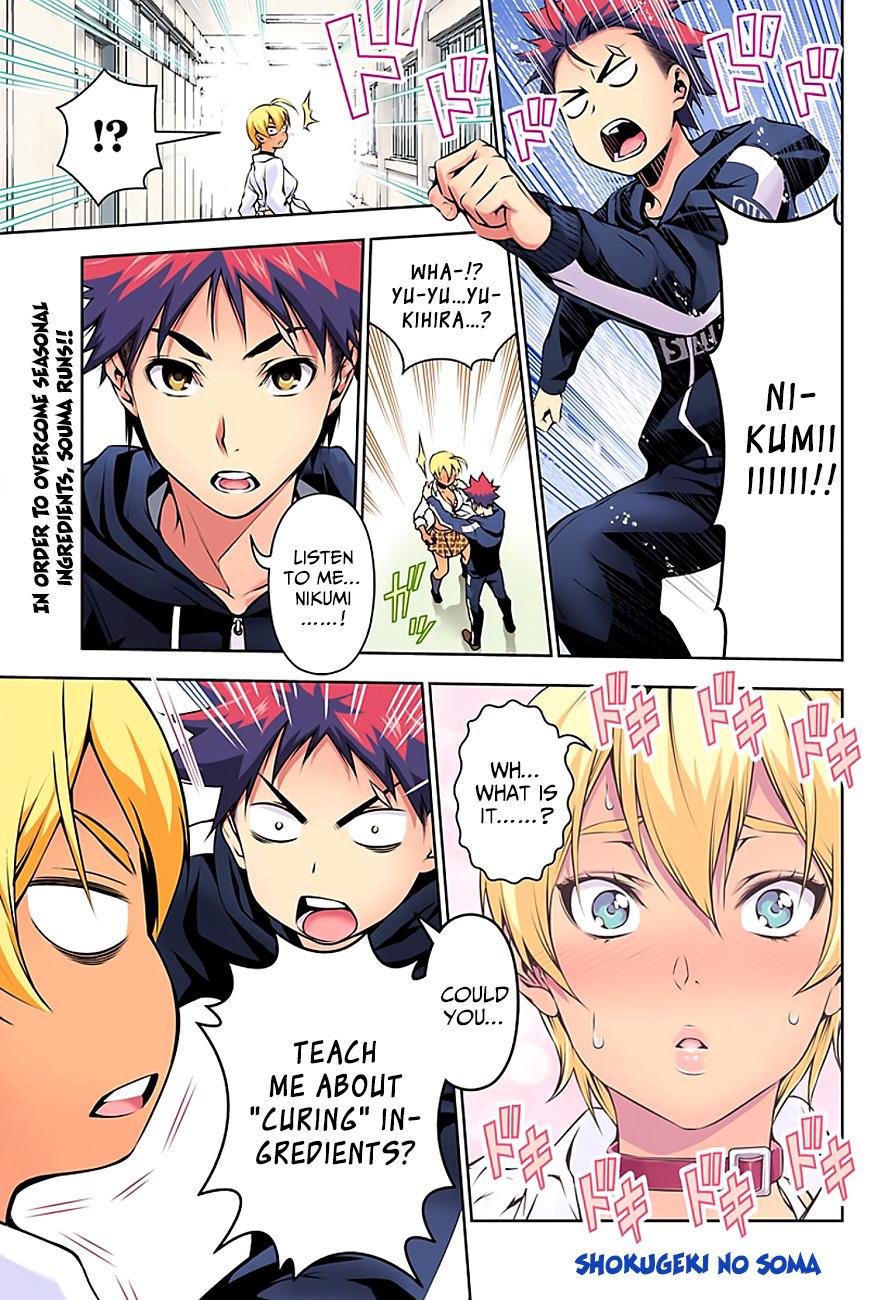 ドド
ドド
ドド
NI-
KUMII
IIIIIII!!
!?
WHA-!?
YU-YU...YU-
KIHIRA...?
ガッ
IN ORDER TO OVERCOME SEASONAL
INGREDIENTS, SOUMA RUNS!!
LISTEN
TO ME...
NIKUMI
......!
ドキ
ドキ
ドキ
WH...
WHAT IS
IT......?
ドキ
ドキ
ドキ
ドキ
COULD
YOU...
TEACH
ME ABOUT
"CURING" IN-
GREDIENTS?
SHOKUGEKI NO SOMA